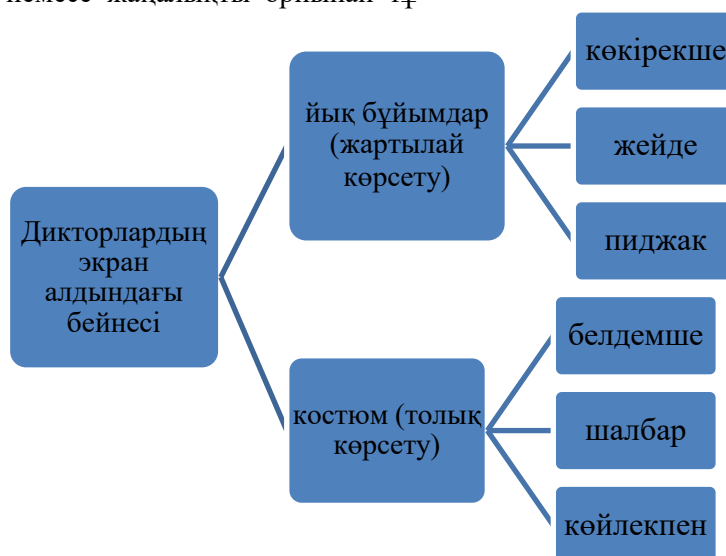 Дикторлардың
экран
алдындағы
бейнесі
йық бұйымдар
(жартылай
көрсету)
көкірекше
жейде
пиджак
костюм (толық
көрсету)
белдемше
шалбар
көйлекпен